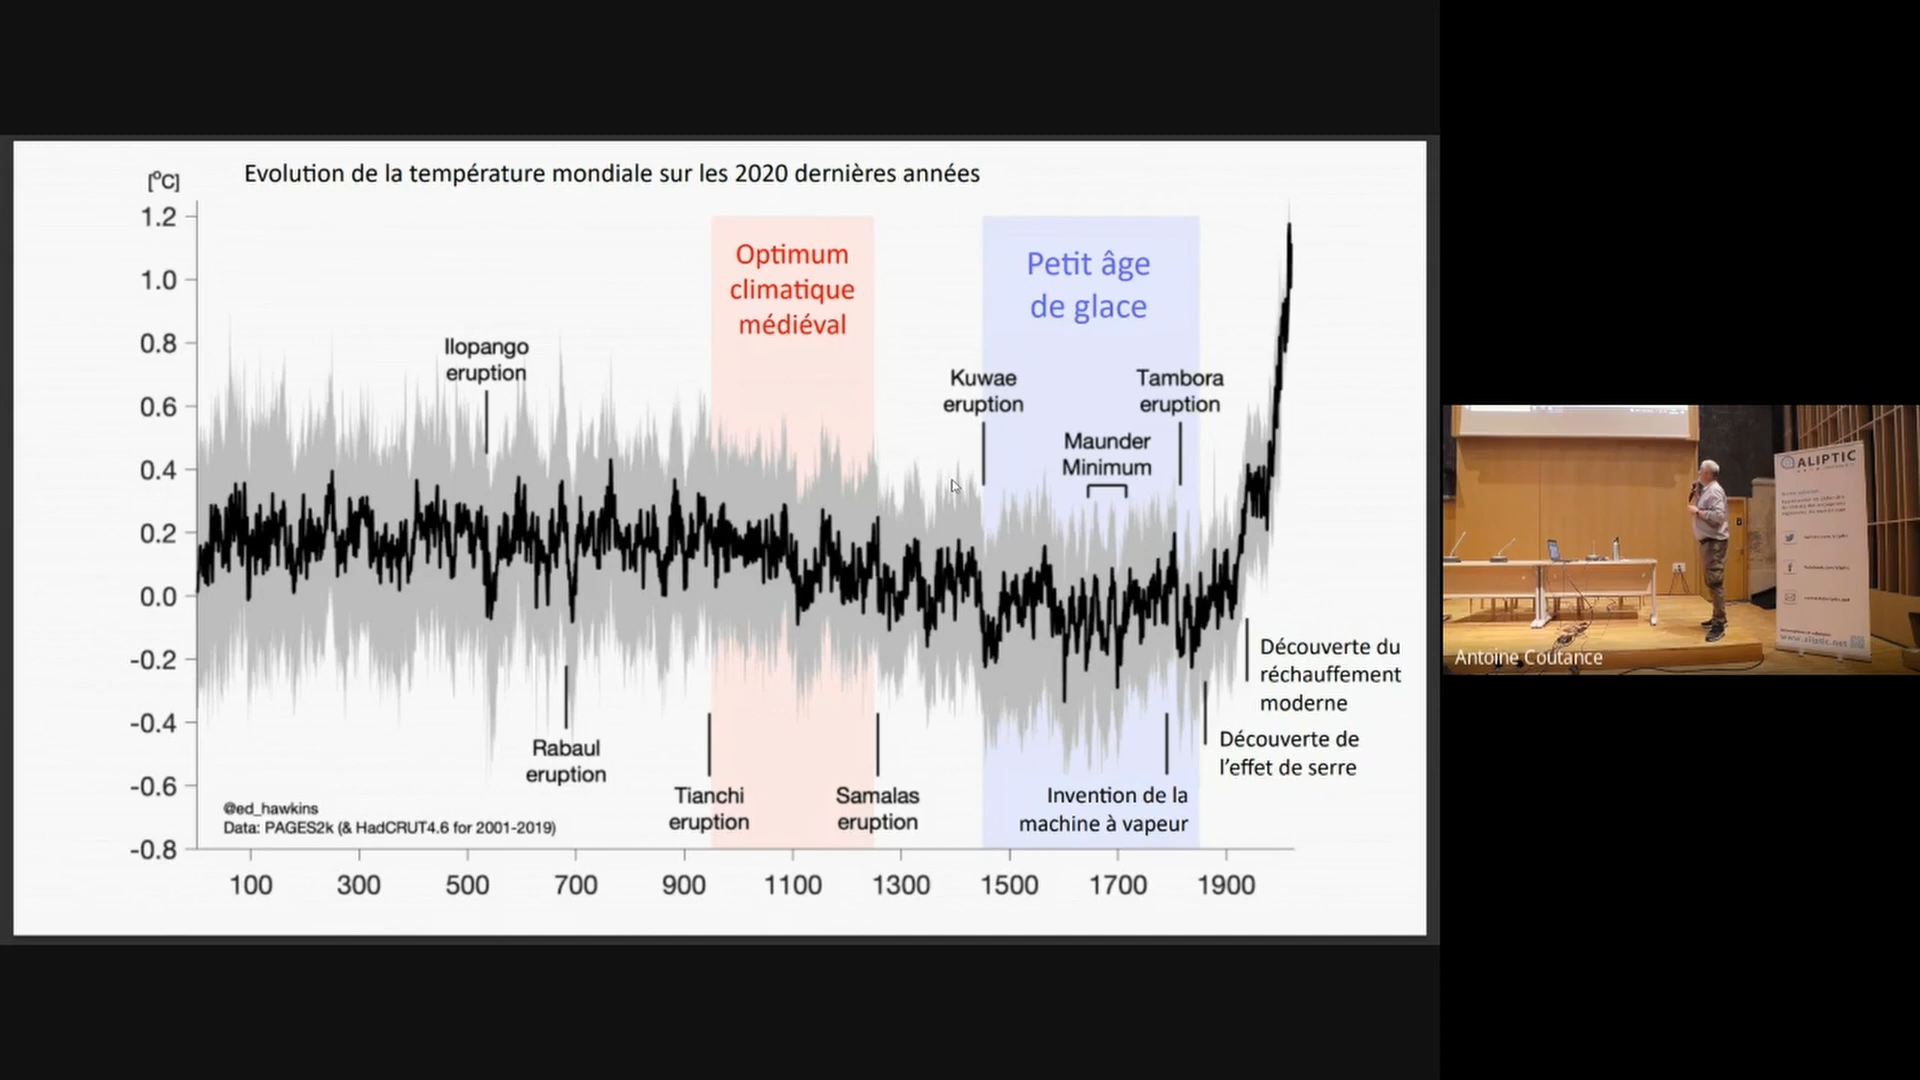 Evolution de la température mondiale sur les 2020 dernières années
[°C]
1.2
1.0
0.8
0.6
0.4
0.2
0.0
-0.2
-0.4
-0.6
-0.8
Optimum
climatique
médiéval
Petit âge
de glace
Ilopango
eruption
Kuwae
eruption
Tambora
eruption
Maunder
Minimum
Rabaul
eruption
Tianchi
eruption
Samalas
eruption
Invention de la
machine à vapeur
Découverte du
réchauffement
moderne
Découverte de
l'effet de serre
@ed_hawkins
Data: PAGES2k (& HadCRUT4.6 for 2001-2019)
100 300 500 700 900 1100 1300 1500 1700 1900
ALIPTIC
www.aliptic.net
Antoine Coutance